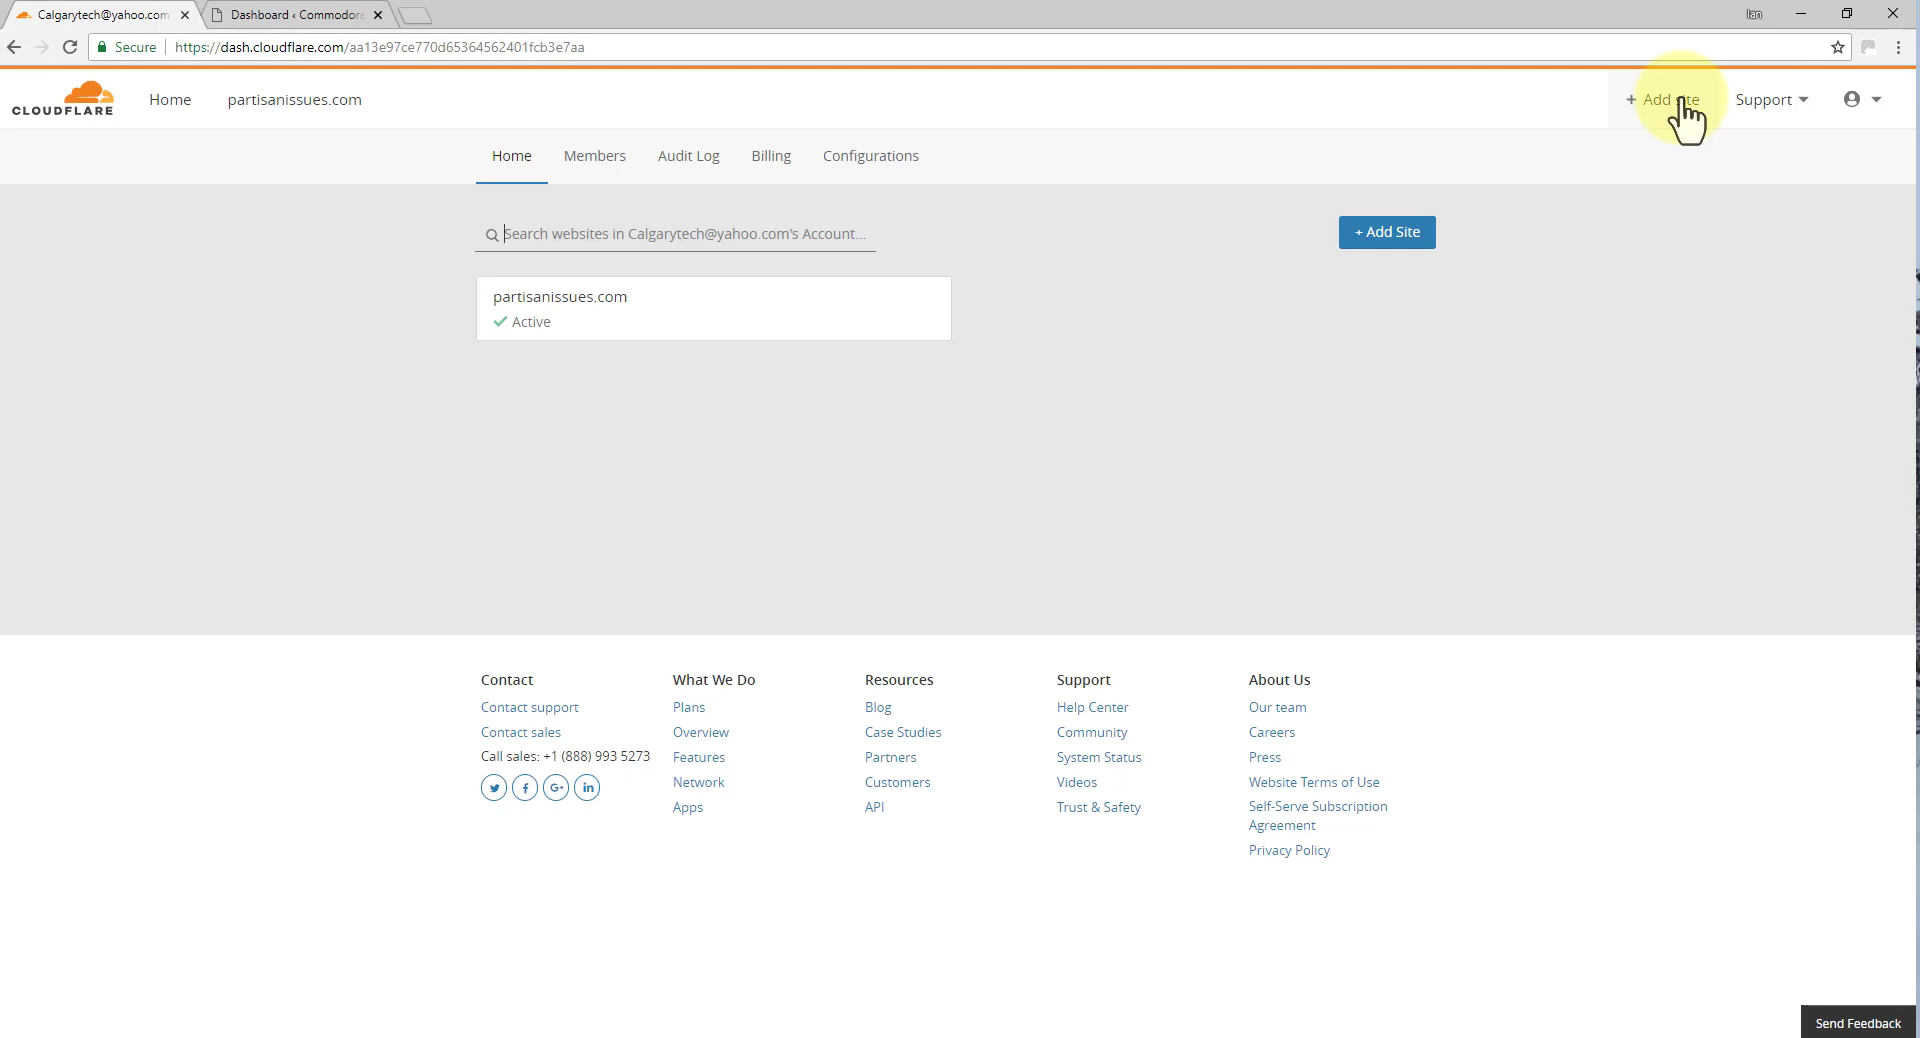 Calgarytech@yahoo.com
Dashboard ‹ Commodore
Ian
Secure
https://dash.cloudflare.com/aa13e97ce770d65364562401fcb3e7aa
CLOUDFLARE
Home
partisanissues.com
+ Add site
Support
Home
Members
Audit Log
Billing
Configurations
Search websites in Calgarytech@yahoo.com's Account...
+ Add Site
partisanissues.com
Active
Contact
Contact support
Contact sales
Call sales: +1 (888) 993 5273
What We Do
Plans
Overview
Features
Network
Apps
Resources
Blog
Case Studies
Partners
Customers
API
Support
Help Center
Community
System Status
Videos
Trust & Safety
About Us
Our team
Careers
Press
Website Terms of Use
Self-Serve Subscription
Agreement
Privacy Policy
Send Feedback